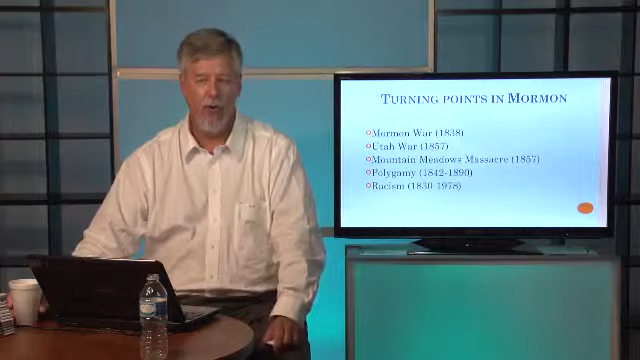 TURNING POINTS IN MORMON
Mormon War (1838)
Utah War (1857)
Mountain Meadows Massacre (1857)
Polygamy (1842-1890)
Racism (1830-1978)